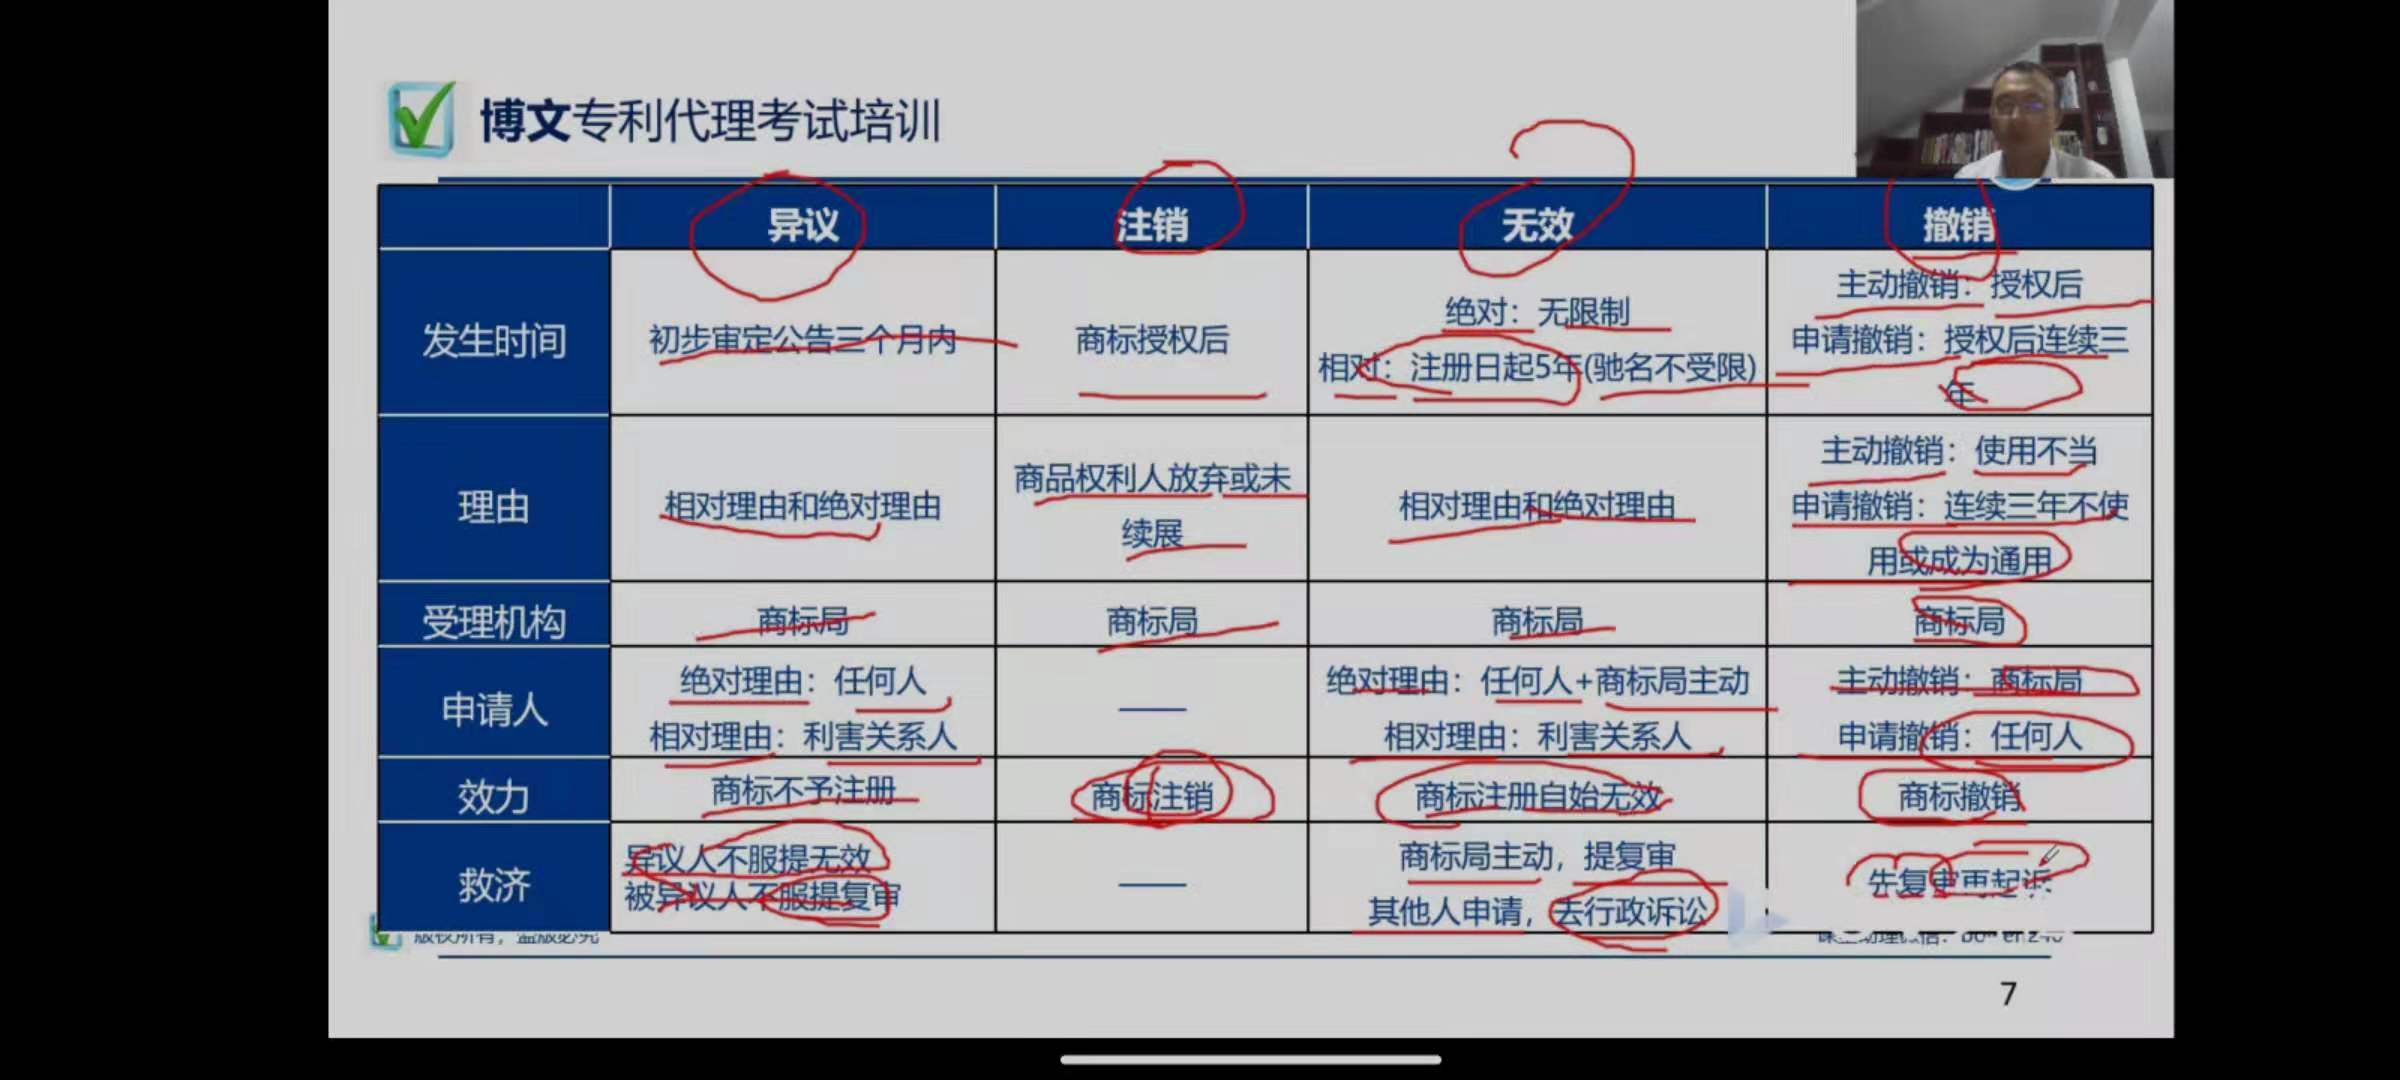 博文专利代理考试培训
异议 注销 无效 撤销
发生时间
初步审定公告三个月内
商标授权后
绝对：无限制
相对：注册日起5年(驰名不受限)
主动撤销：授权后
申请撤销：授权后连续三
年
理由
相对理由和绝对理由
商品权利人放弃或未
续展
相对理由和绝对理由
主动撤销：使用不当
申请撤销：连续三年不使
用或成为通用
受理机构
商标局
商标局
商标局
商标局
申请人
绝对理由：任何人
相对理由：利害关系人
——
绝对理由：任何人+商标局主动
相对理由：利害关系人
主动撤销：商标局
申请撤销：任何人
效力
商标不予注册
商标注销
商标注册自始无效
商标撤销
救济
异议人不服提无效
被异议人不服提复审
——
商标局主动，提复审
其他人申请，去行政诉讼
先复审再起诉
版权所有，盗版必究
7